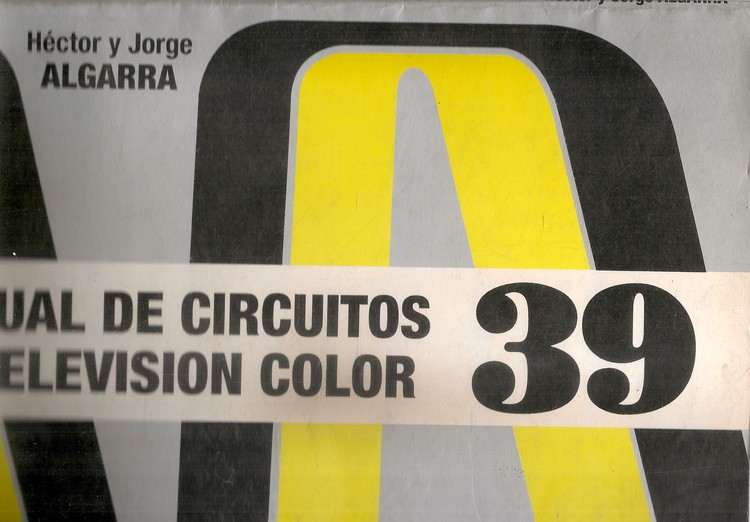 Héctor y Jorge
ALGARRA
UAL DE CIRCUITOS
ELEVISION COLOR
39